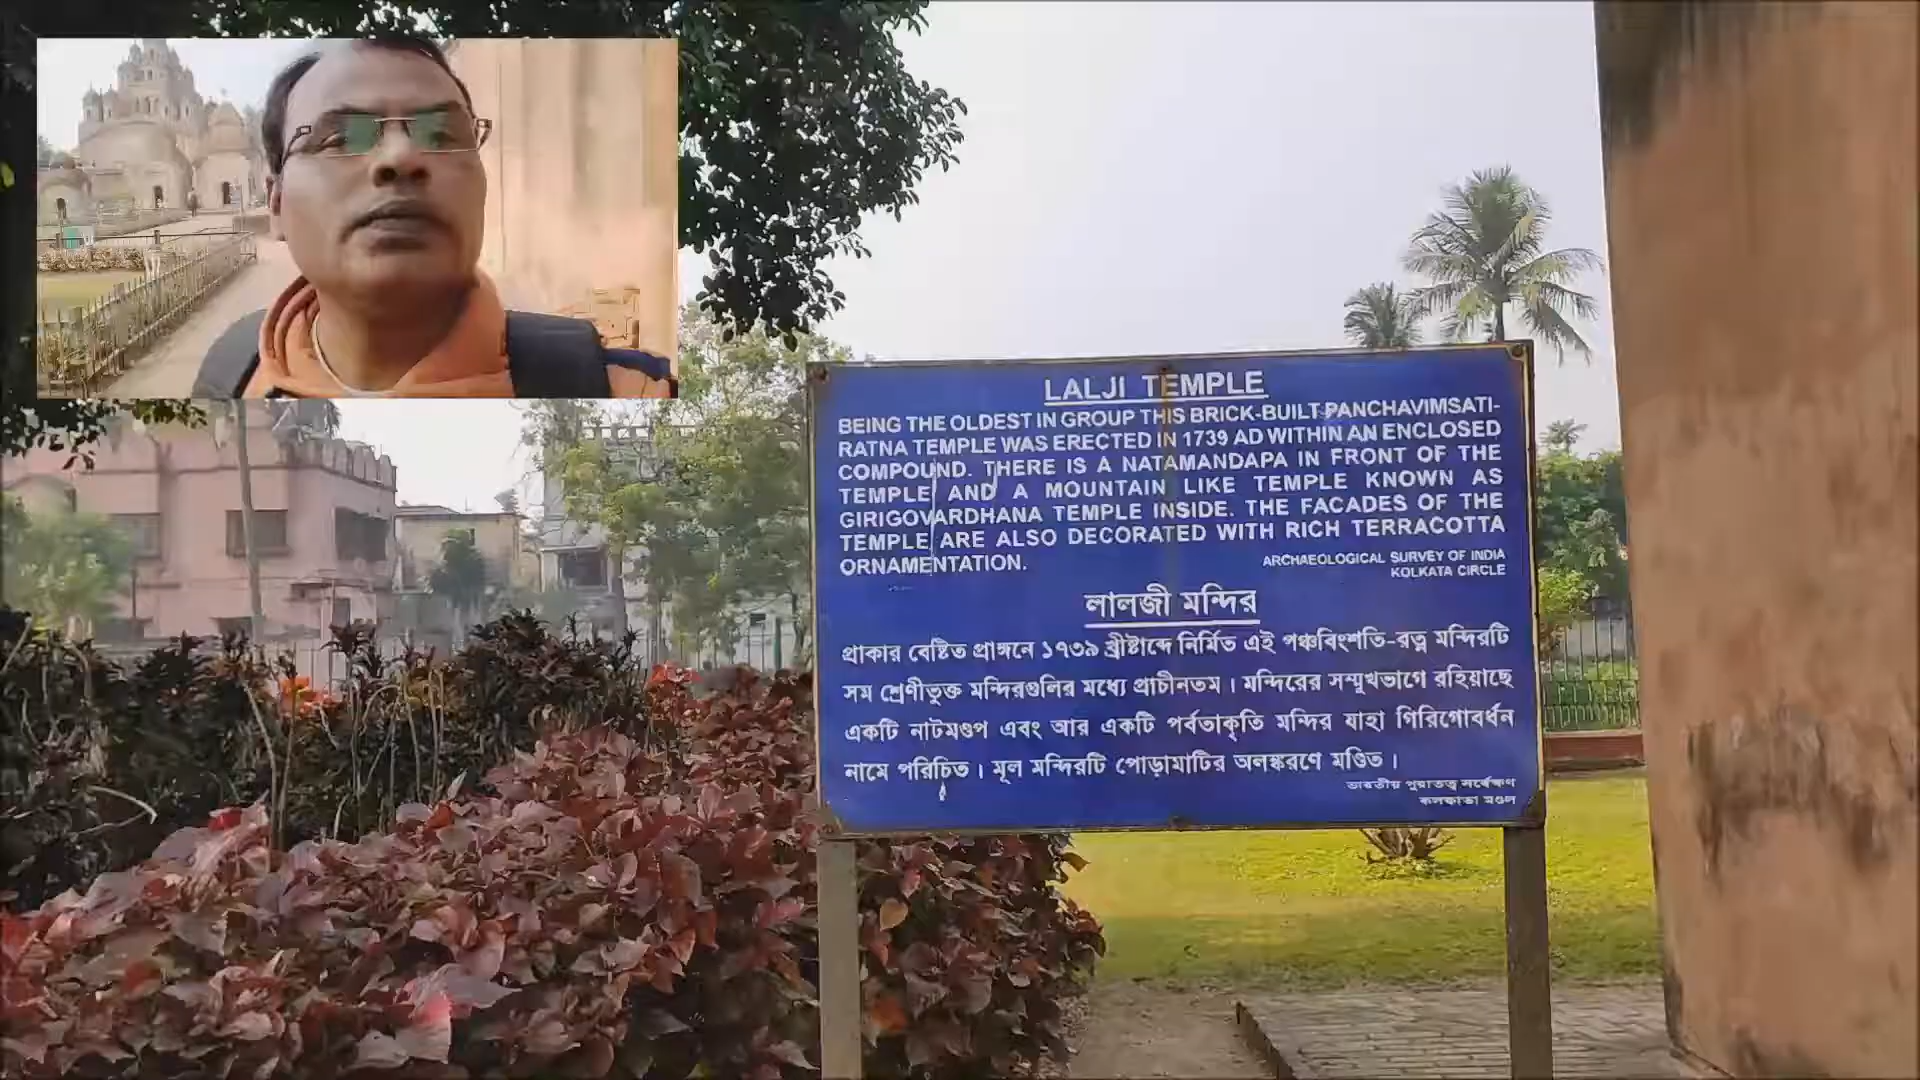 LALJI TEMPLE
BEING THE OLDEST IN GROUP THIS BRICK-BUILT PANCHAVIMSATI-
RATNA TEMPLE WAS ERECTED IN 1739 AD WITHIN AN ENCLOSED
COMPOUND. THERE IS A NATAMANDAPA IN FRONT OF THE
TEMPLE AND A MOUNTAIN LIKE TEMPLE KNOWN AS
GIRIGOVARDHANA TEMPLE INSIDE. THE FACADES OF THE
TEMPLE ARE ALSO DECORATED WITH RICH TERRACOTTA
ORNAMENTATION.
ARCHAEOLOGICAL SURVEY OF INDIA
KOLKATA CIRCLE
লালজী মন্দির
প্রাকার বেষ্টিত প্রাঙ্গনে ১৭৩৯ খ্রীষ্টাব্দে নির্মিত এই পঞ্চবিংশতি-রত্ন মন্দিরটি
সম শ্রেণীভুক্ত মন্দিরগুলির মধ্যে প্রাচীনতম। মন্দিরের সম্মুখভাগে রহিয়াছে
একটি নাটমণ্ডপ এবং আর একটি পর্বতাকৃতি মন্দির যাহা গিরিগোবর্ধন
নামে পরিচিত। মূল মন্দিরটি পোড়ামাটির অলঙ্করণে মণ্ডিত।
ভারতীয় পুরাতত্ত্ব সর্বেক্ষণ
কলকাতা মণ্ডল